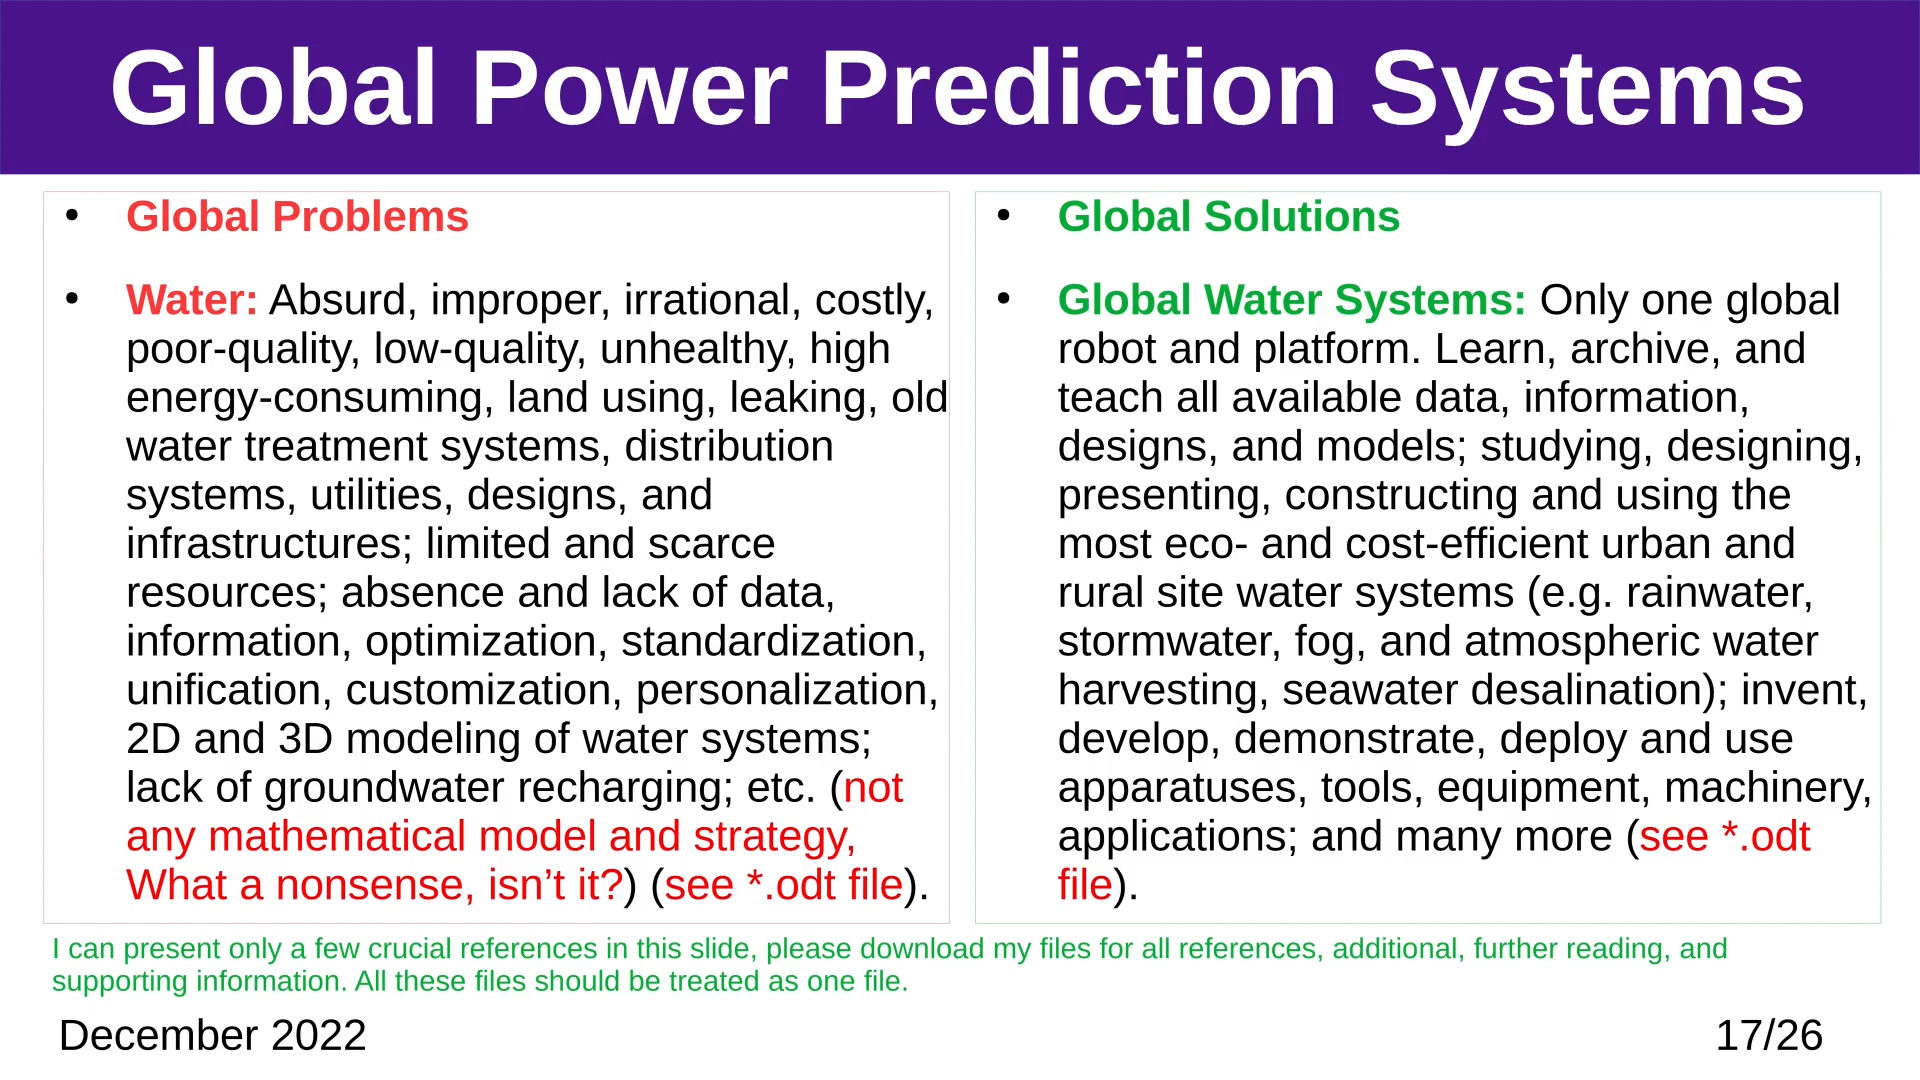 Global Power Prediction Systems
• Global Problems
• Water: Absurd, improper, irrational, costly,
poor-quality, low-quality, unhealthy, high
energy-consuming, land using, leaking, old
water treatment systems, distribution
systems, utilities, designs, and
infrastructures; limited and scarce
resources; absence and lack of data,
information, optimization, standardization,
unification, customization, personalization,
2D and 3D modeling of water systems;
lack of groundwater recharging; etc. (not
any mathematical model and strategy,
What a nonsense, isn’t it?) (see *.odt file).
• Global Solutions
• Global Water Systems: Only one global
robot and platform. Learn, archive, and
teach all available data, information,
designs, and models; studying, designing,
presenting, constructing and using the
most eco- and cost-efficient urban and
rural site water systems (e.g. rainwater,
stormwater, fog, and atmospheric water
harvesting, seawater desalination); invent,
develop, demonstrate, deploy and use
apparatuses, tools, equipment, machinery,
applications; and many more (see *.odt
file).
I can present only a few crucial references in this slide, please download my files for all references, additional, further reading, and
supporting information. All these files should be treated as one file.
December 2022
17/26